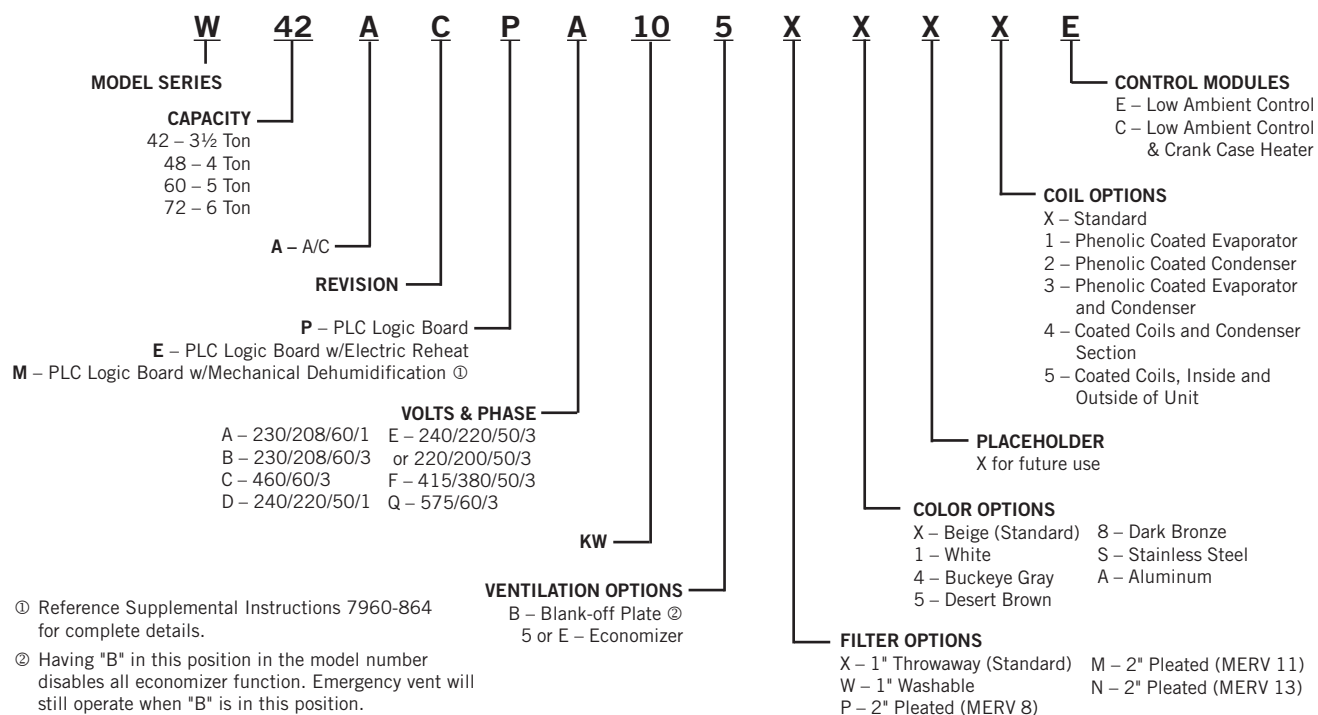 W 42 A C P A 10 5 X X X X E
MODEL SERIES
CAPACITY
42 – 3½ Ton
48 – 4 Ton
60 – 5 Ton
72 – 6 Ton
A – A/C
REVISION
P – PLC Logic Board
E – PLC Logic Board w/Electric Reheat
M – PLC Logic Board w/Mechanical Dehumidification ①
VOLTS & PHASE
A – 230/208/60/1
B – 230/208/60/3
C – 460/60/3
D – 240/220/50/1
E – 240/220/50/3
or 220/200/50/3
F – 415/380/50/3
Q – 575/60/3
KW
VENTILATION OPTIONS
B – Blank-off Plate ②
5 or E – Economizer
FILTER OPTIONS
X – 1" Throwaway (Standard)
W – 1" Washable
P – 2" Pleated (MERV 8)
M – 2" Pleated (MERV 11)
N – 2" Pleated (MERV 13)
COLOR OPTIONS
X – Beige (Standard)
1 – White
4 – Buckeye Gray
5 – Desert Brown
8 – Dark Bronze
S – Stainless Steel
A – Aluminum
PLACEHOLDER
X for future use
COIL OPTIONS
X – Standard
1 – Phenolic Coated Evaporator
2 – Phenolic Coated Condenser
3 – Phenolic Coated Evaporator
and Condenser
4 – Coated Coils and Condenser
Section
5 – Coated Coils, Inside and
Outside of Unit
CONTROL MODULES
E – Low Ambient Control
C – Low Ambient Control
& Crank Case Heater
① Reference Supplemental Instructions 7960-864
for complete details.
② Having "B" in this position in the model number
disables all economizer function. Emergency vent will
still operate when "B" is in this position.